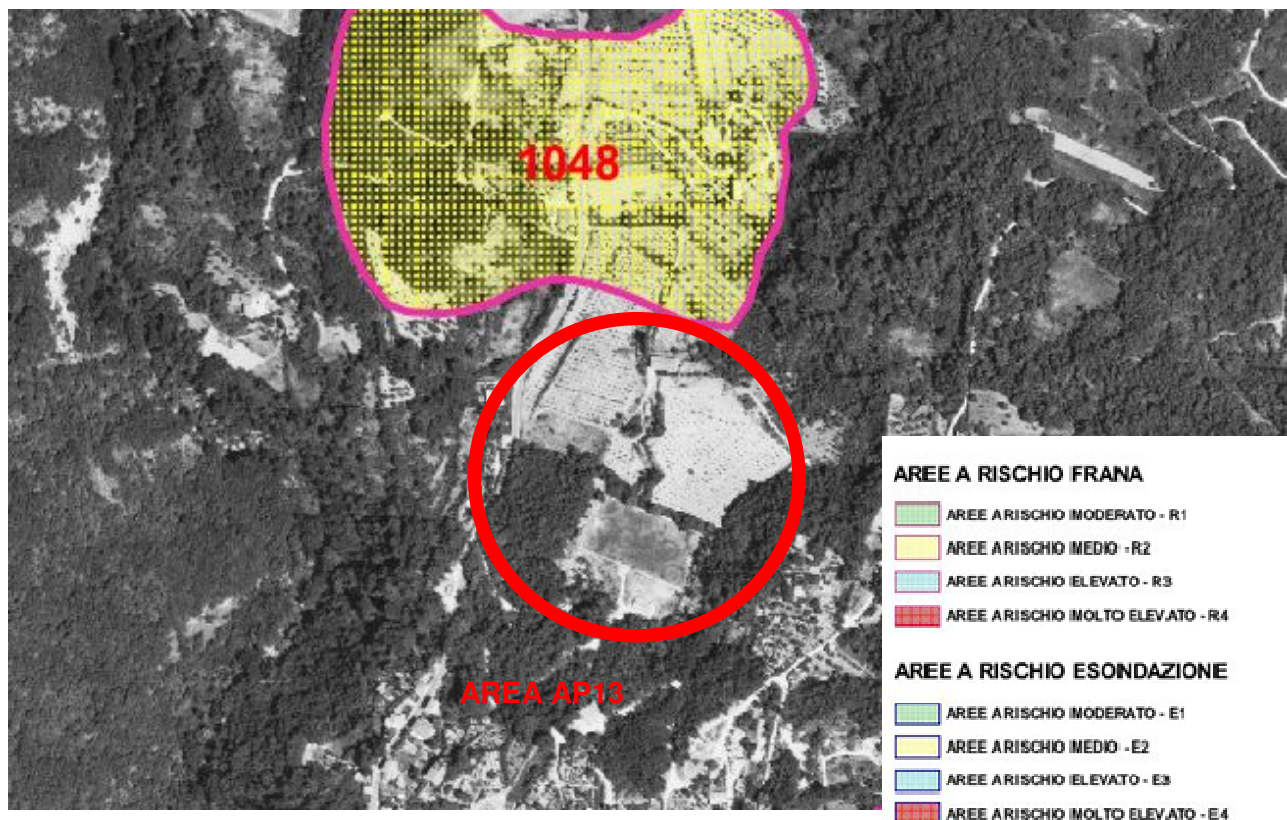 1048
AREA AP13
AREE A RISCHIO FRANA
AREE A RISCHIO MODERATO - R1
AREE A RISCHIO MEDIO - R2
AREE A RISCHIO ELEVATO - R3
AREE A RISCHIO MOLTO ELEVATO - R4
AREE A RISCHIO ESONDAZIONE
AREE A RISCHIO MODERATO - E1
AREE A RISCHIO MEDIO - E2
AREE A RISCHIO ELEVATO - E3
AREE A RISCHIO MOLTO ELEVATO - E4